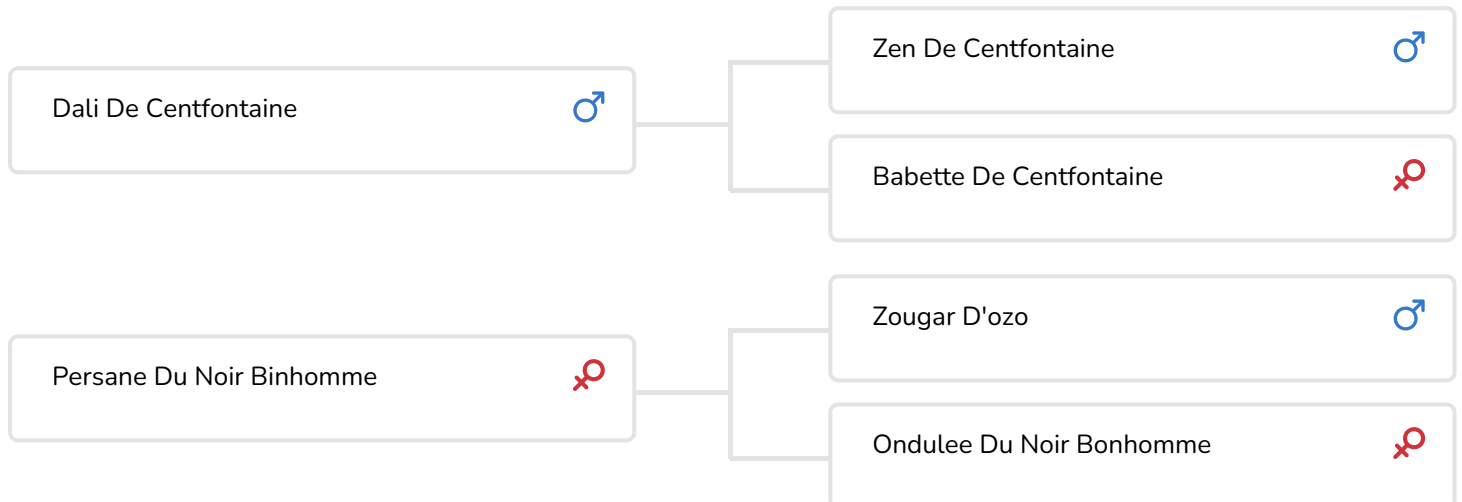 Zen De Centfontaine
Dali De Centfontaine
Babette De Centfontaine
Zougar D'ozo
Persane Du Noir Binhomme
Ondulee Du Noir Bonhomme